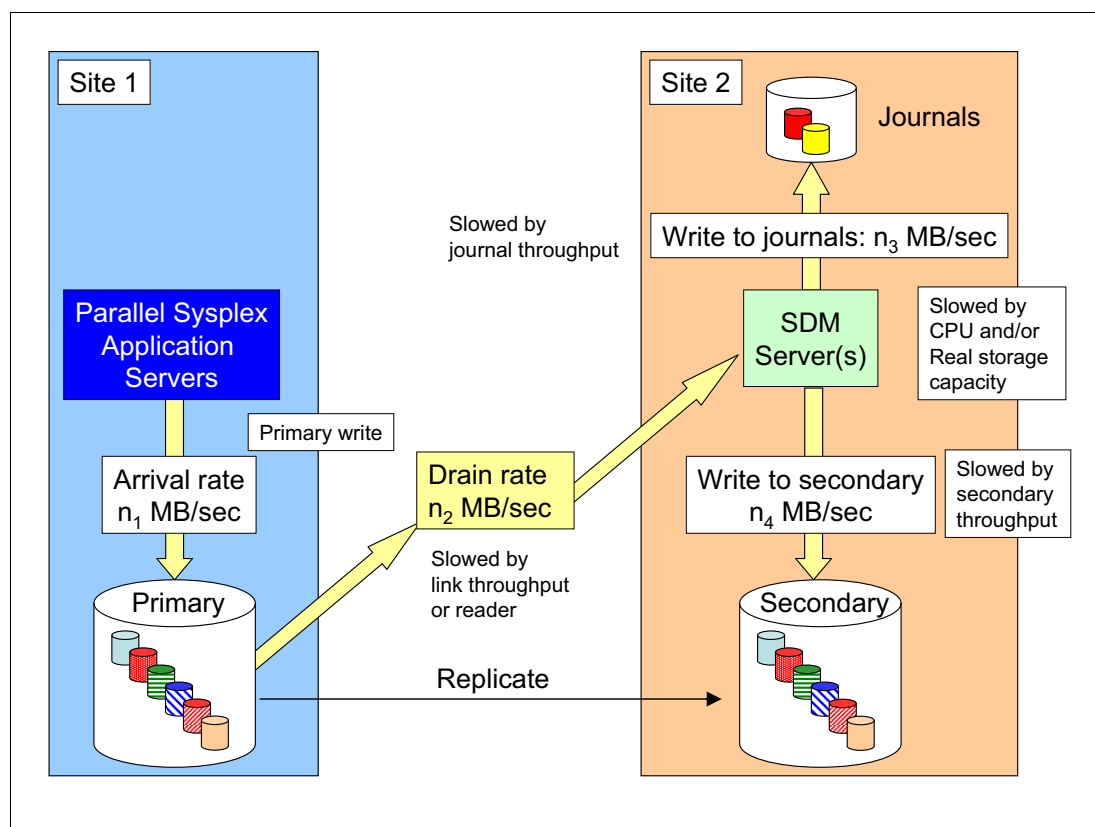 Site 1
Site 2
Journals
Slowed by
journal throughput
Write to journals: n₃ MB/sec
Parallel Sysplex
Application
Servers
SDM
Server(s)
Slowed by
CPU and/or
Real storage
capacity
Primary write
Arrival rate
n₁ MB/sec
Drain rate
n₂ MB/sec
Write to secondary
n₄ MB/sec
Slowed by
secondary
throughput
Slowed by
link throughput
or reader
Primary
Secondary
Replicate